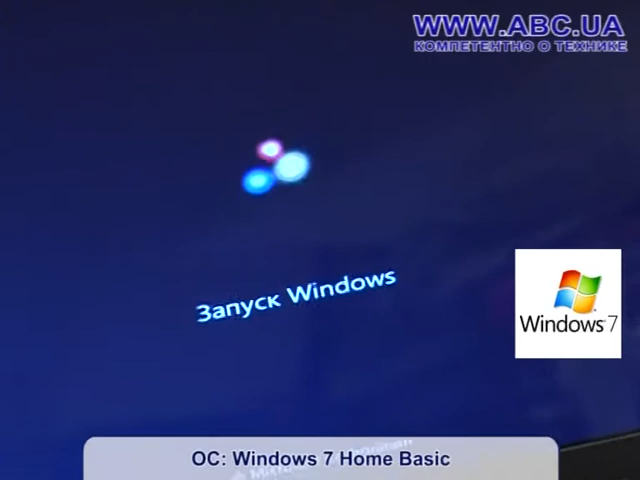 WWW.ABC.UA
КОМПЕТЕНТНО О ТЕХНИКЕ
Запуск Windows
Windows 7
ОС: Windows 7 Home Basic